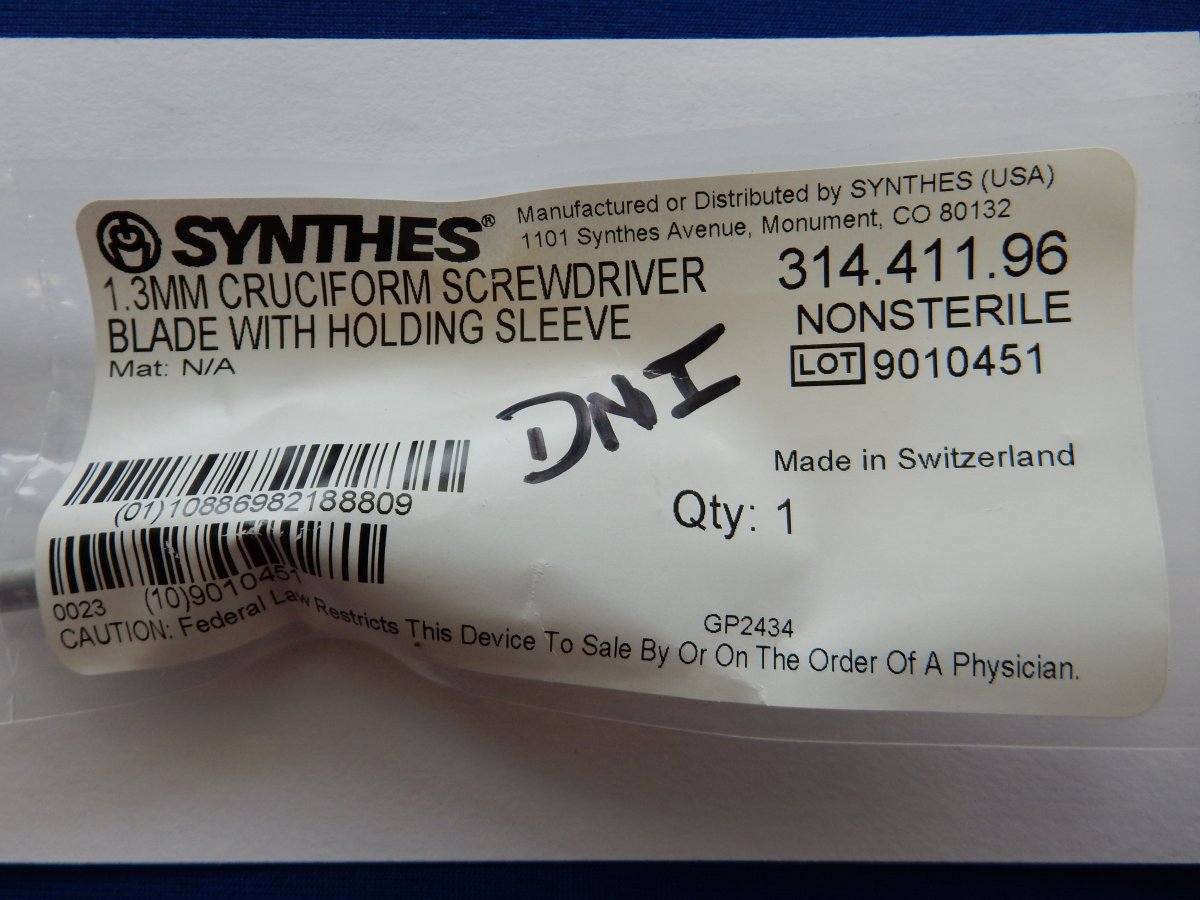 SYNTHES®
Manufactured or Distributed by SYNTHES (USA)
1101 Synthes Avenue, Monument, CO 80132
1.3MM CRUCIFORM SCREWDRIVER
BLADE WITH HOLDING SLEEVE
Mat: N/A
314.411.96
NONSTERILE
LOT 9010451
DNI
Made in Switzerland
Qty: 1
(01)10886982188809
(10)9010451
0023
GP2434
CAUTION: Federal Law Restricts This Device To Sale By Or On The Order Of A Physician.